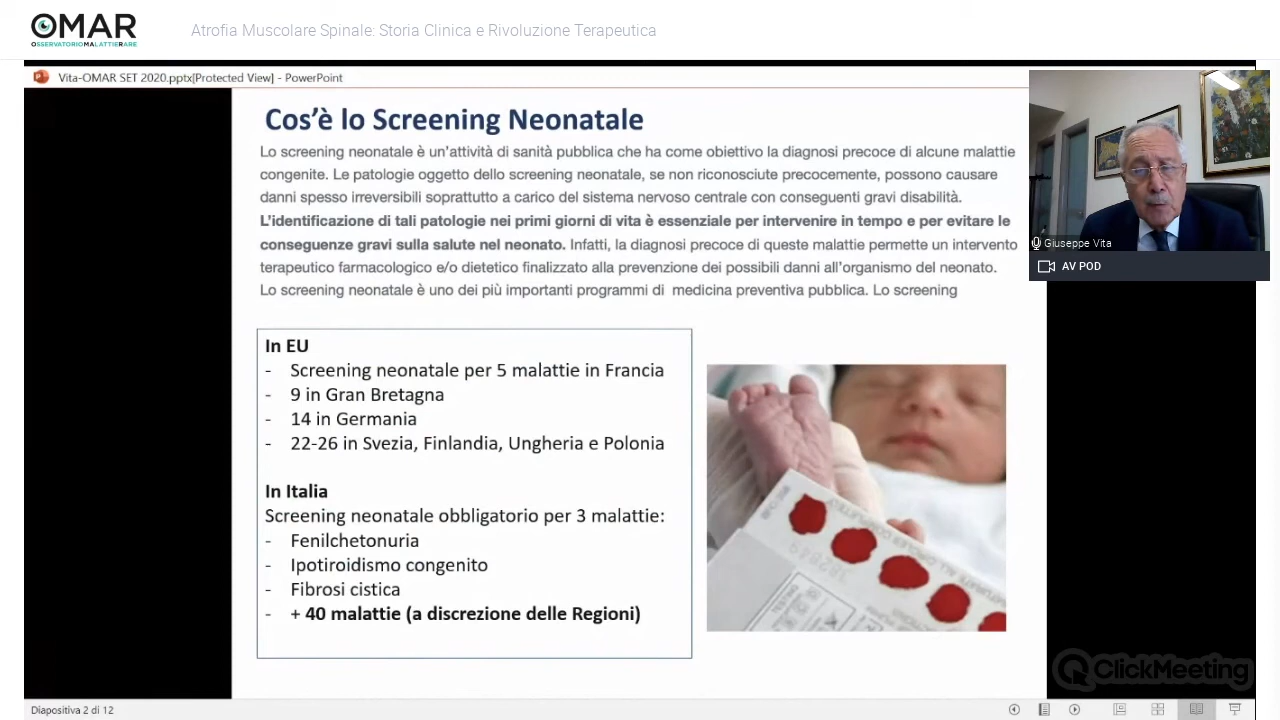 OMAR
OSSERVATORIOMALATTIERARE
Atrofia Muscolare Spinale: Storia Clinica e Rivoluzione Terapeutica
Vita-OMAR SET 2020.pptx[Protected View] - PowerPoint
Cos'è lo Screening Neonatale
Lo screening neonatale è un'attività di sanità pubblica che ha come obiettivo la diagnosi precoce di alcune malattie
congenite. Le patologie oggetto dello screening neonatale, se non riconosciute precocemente, possono causare
danni spesso irreversibili soprattutto a carico del sistema nervoso centrale con conseguenti gravi disabilità.
L'identificazione di tali patologie nei primi giorni di vita è essenziale per intervenire in tempo e per evitare le
conseguenze gravi sulla salute nel neonato. Infatti, la diagnosi precoce di queste malattie permette un intervento
terapeutico farmacologico e/o dietetico finalizzato alla prevenzione dei possibili danni all'organismo del neonato.
Lo screening neonatale è uno dei più importanti programmi di medicina preventiva pubblica. Lo screening
Giuseppe Vita
AV POD
In EU
- Screening neonatale per 5 malattie in Francia
- 9 in Gran Bretagna
- 14 in Germania
- 22-26 in Svezia, Finlandia, Ungheria e Polonia
In Italia
Screening neonatale obbligatorio per 3 malattie:
- Fenilchetonuria
- Ipotiroidismo congenito
- Fibrosi cistica
- + 40 malattie (a discrezione delle Regioni)
ClickMeeting
Diapositiva 2 di 12